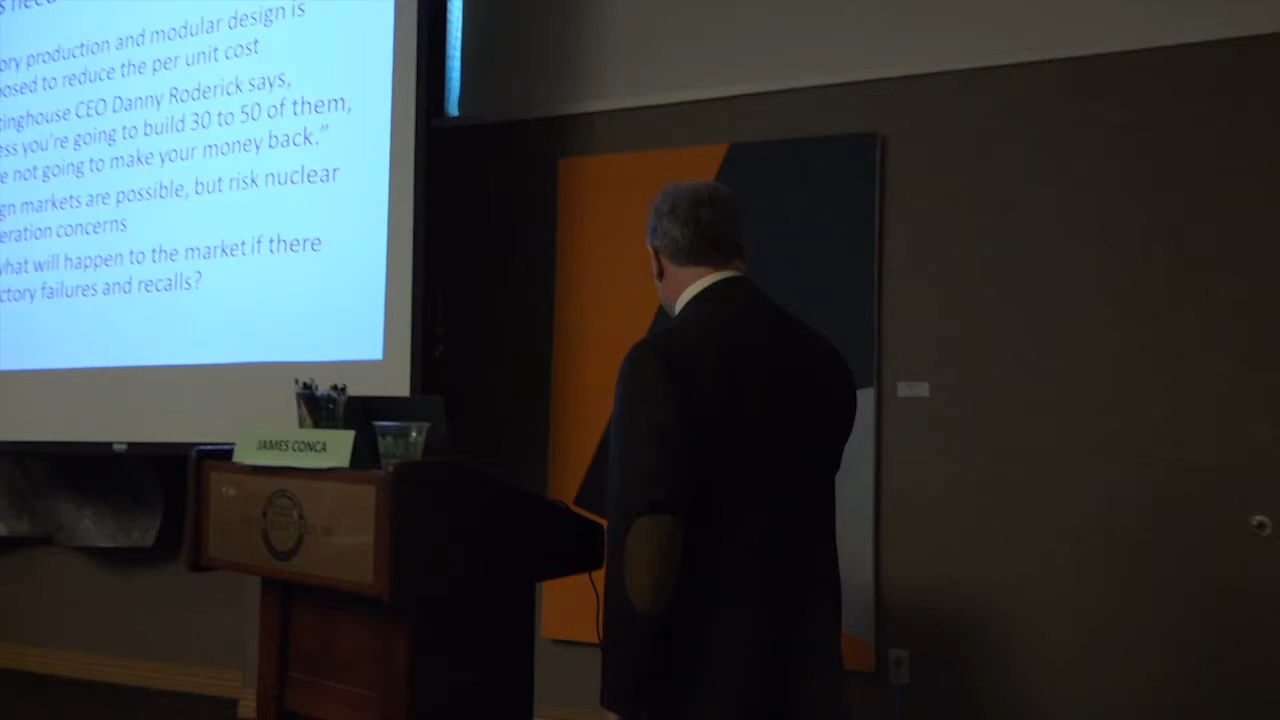 s need
ory production and modular design is
posed to reduce the per unit cost
tinghouse CEO Danny Roderick says,
ess you're going to build 30 to 50 of them,
e not going to make your money back."
gn markets are possible, but risk nuclear
eration concerns
what will happen to the market if there
ctory failures and recalls?
JAMES CONCA